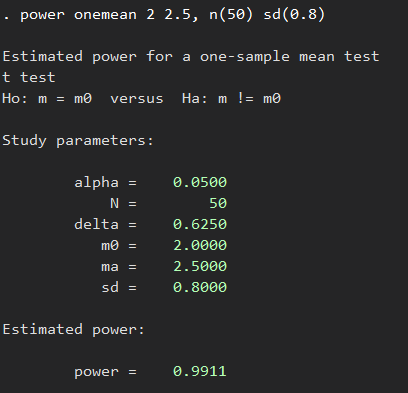 . power onemean 2 2.5, n(50) sd(0.8)
Estimated power for a one-sample mean test
t test
Ho: m = m0  versus  Ha: m != m0
Study parameters:
alpha =    0.0500
N =        50
delta =    0.6250
m0 =    2.0000
ma =    2.5000
sd =    0.8000
Estimated power:
power =    0.9911